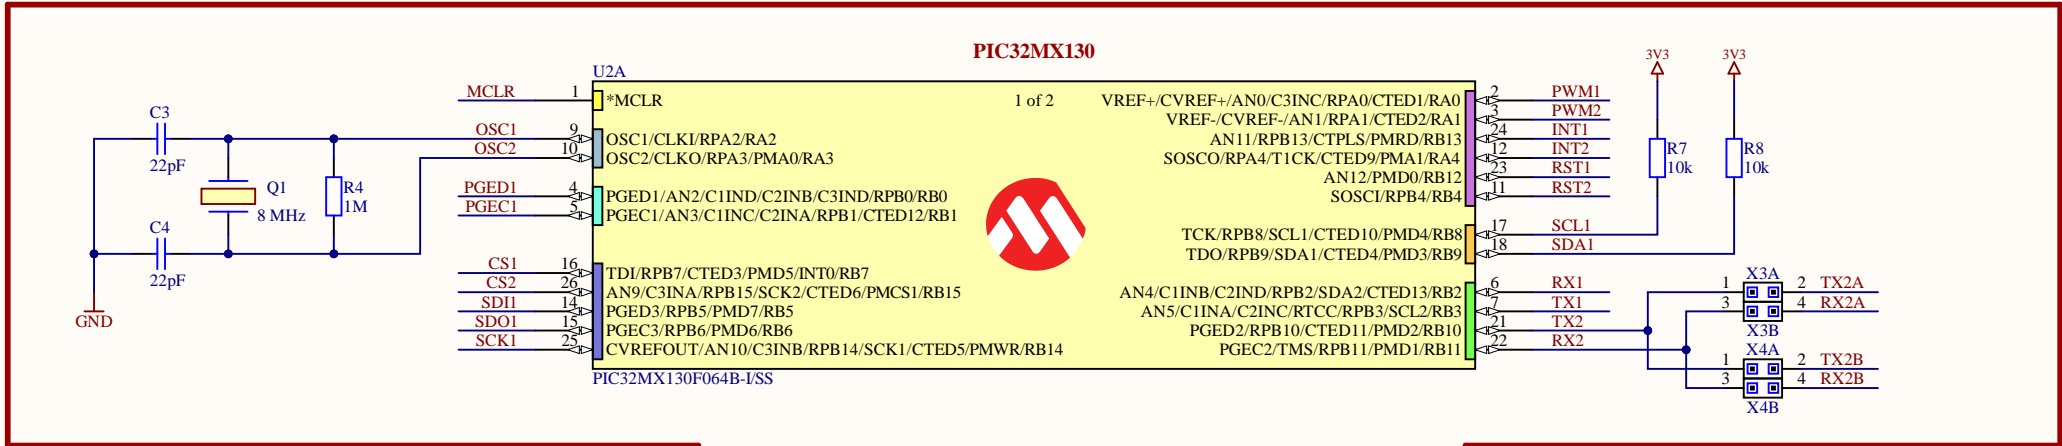 PIC32MX130
U2A
MCLR 1 *MCLR
1 of 2
C3
22pF
OSC1 9 OSC1/CLKI/RPA2/RA2
OSC2 10 OSC2/CLKO/RPA3/PMA0/RA3
Q1
8 MHz
R4
1M
C4
22pF
GND
PGED1 4 PGED1/AN2/C1IND/C2INB/C3IND/RPB0/RB0
PGEC1 5 PGEC1/AN3/C1INC/C2INA/RPB1/CTED12/RB1
CS1 16 TDI/RPB7/CTED3/PMD5/INT0/RB7
CS2 26 AN9/C3INA/RPB15/SCK2/CTED6/PMCS1/RB15
SDI1 14 PGED3/RPB5/PMD7/RB5
SDO1 15 PGEC3/RPB6/PMD6/RB6
SCK1 25 CVREFOUT/AN10/C3INB/RPB14/SCK1/CTED5/PMWR/RB14
PIC32MX130F064B-I/SS
VREF+/CVREF+/AN0/C3INC/RPA0/CTED1/RA0 2 PWM1
VREF-/CVREF-/AN1/RPA1/CTED2/RA1 3 PWM2
AN11/RPB13/CTPLS/PMRD/RB13 24 INT1
SOSCO/RPA4/T1CK/CTED9/PMA1/RA4 12 INT2
AN12/PMD0/RB12 23 RST1
SOSCI/RPB4/RB4 11 RST2
TCK/RPB8/SCL1/CTED10/PMD4/RB8 17 SCL1
TDO/RPB9/SDA1/CTED4/PMD3/RB9 18 SDA1
AN4/C1INB/C2IND/RPB2/SDA2/CTED13/RB2 6 RX1
AN5/C1INA/C2INC/RTCC/RPB3/SCL2/RB3 7 TX1
PGED2/RPB10/CTED11/PMD2/RB10 21 TX2
PGEC2/TMS/RPB11/PMD1/RB11 22 RX2
3V3
3V3
R7
10k
R8
10k
X3A
1 2 TX2A
3 4 RX2A
X3B
X4A
1 2 TX2B
3 4 RX2B
X4B